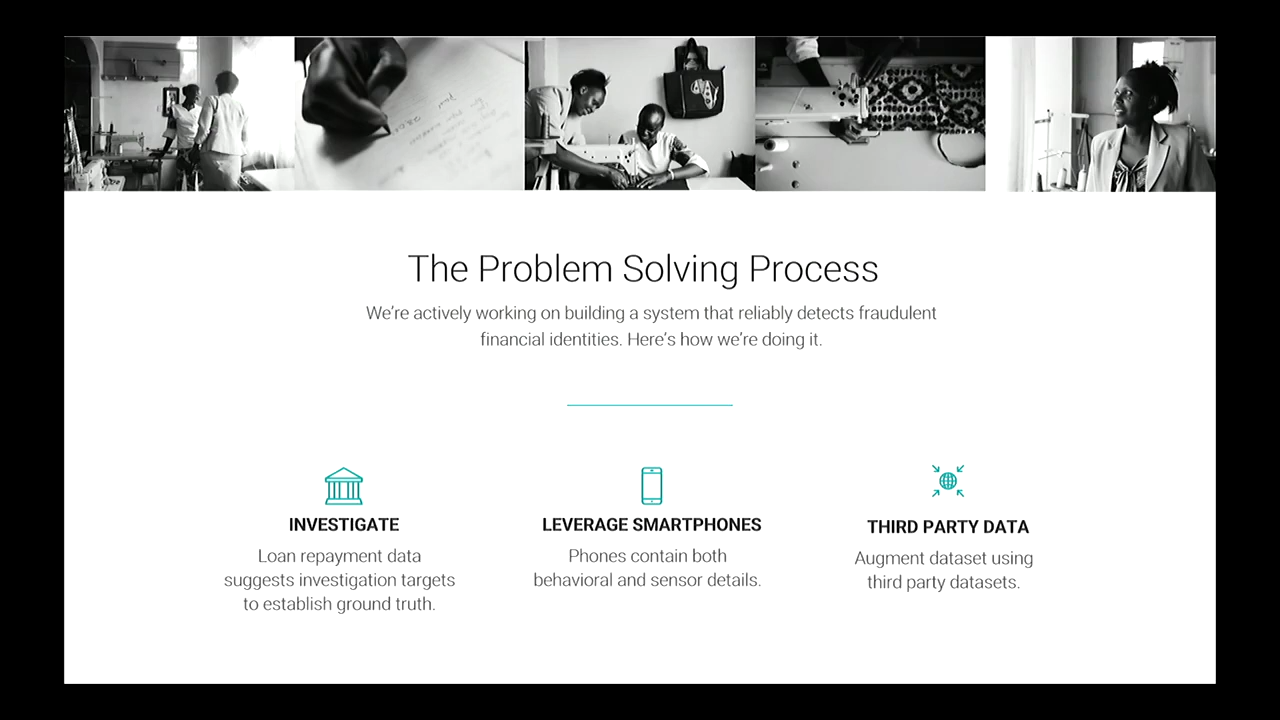 The Problem Solving Process
We're actively working on building a system that reliably detects fraudulent
financial identities. Here's how we're doing it.
INVESTIGATE
Loan repayment data
suggests investigation targets
to establish ground truth.
LEVERAGE SMARTPHONES
Phones contain both
behavioral and sensor details.
THIRD PARTY DATA
Augment dataset using
third party datasets.